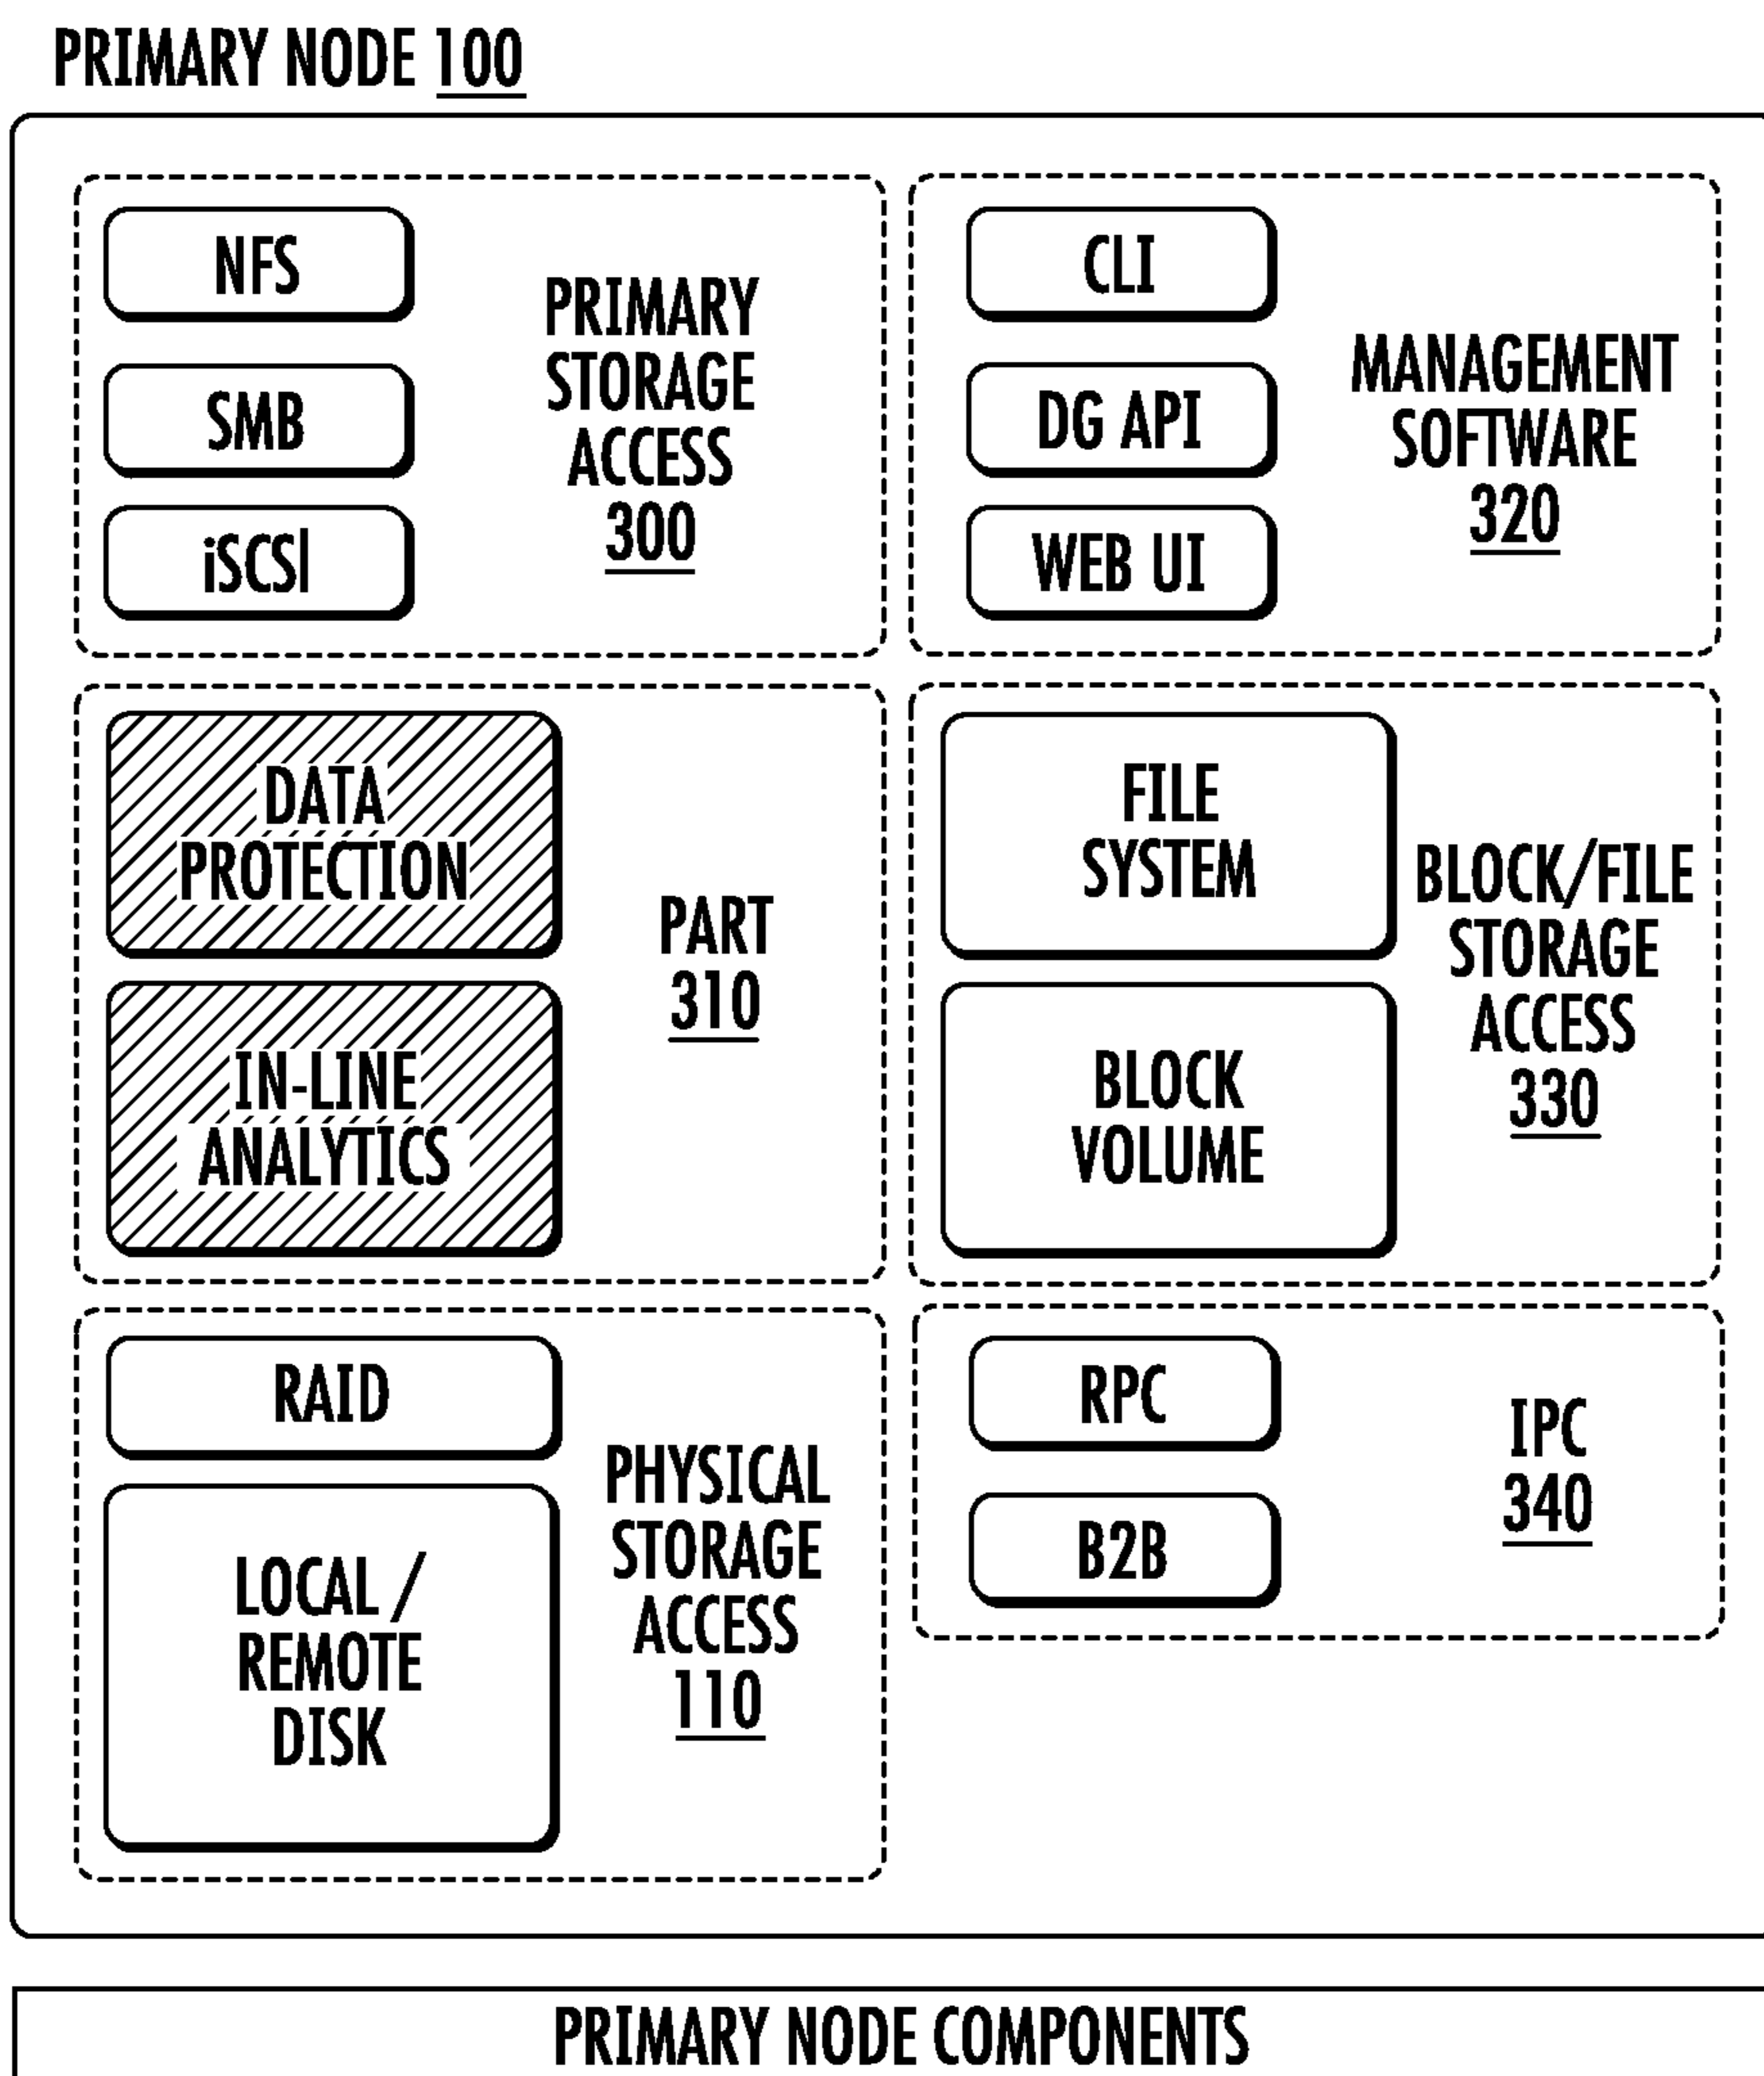 PRIMARY NODE 100
NFS
SMB
iSCSI
PRIMARY
STORAGE
ACCESS
300
CLI
DG API
WEB UI
MANAGEMENT
SOFTWARE
320
DATA
PROTECTION
IN-LINE
ANALYTICS
PART
310
FILE
SYSTEM
BLOCK
VOLUME
BLOCK/FILE
STORAGE
ACCESS
330
RAID
LOCAL/
REMOTE
DISK
PHYSICAL
STORAGE
ACCESS
110
RPC
B2B
IPC
340
PRIMARY NODE COMPONENTS